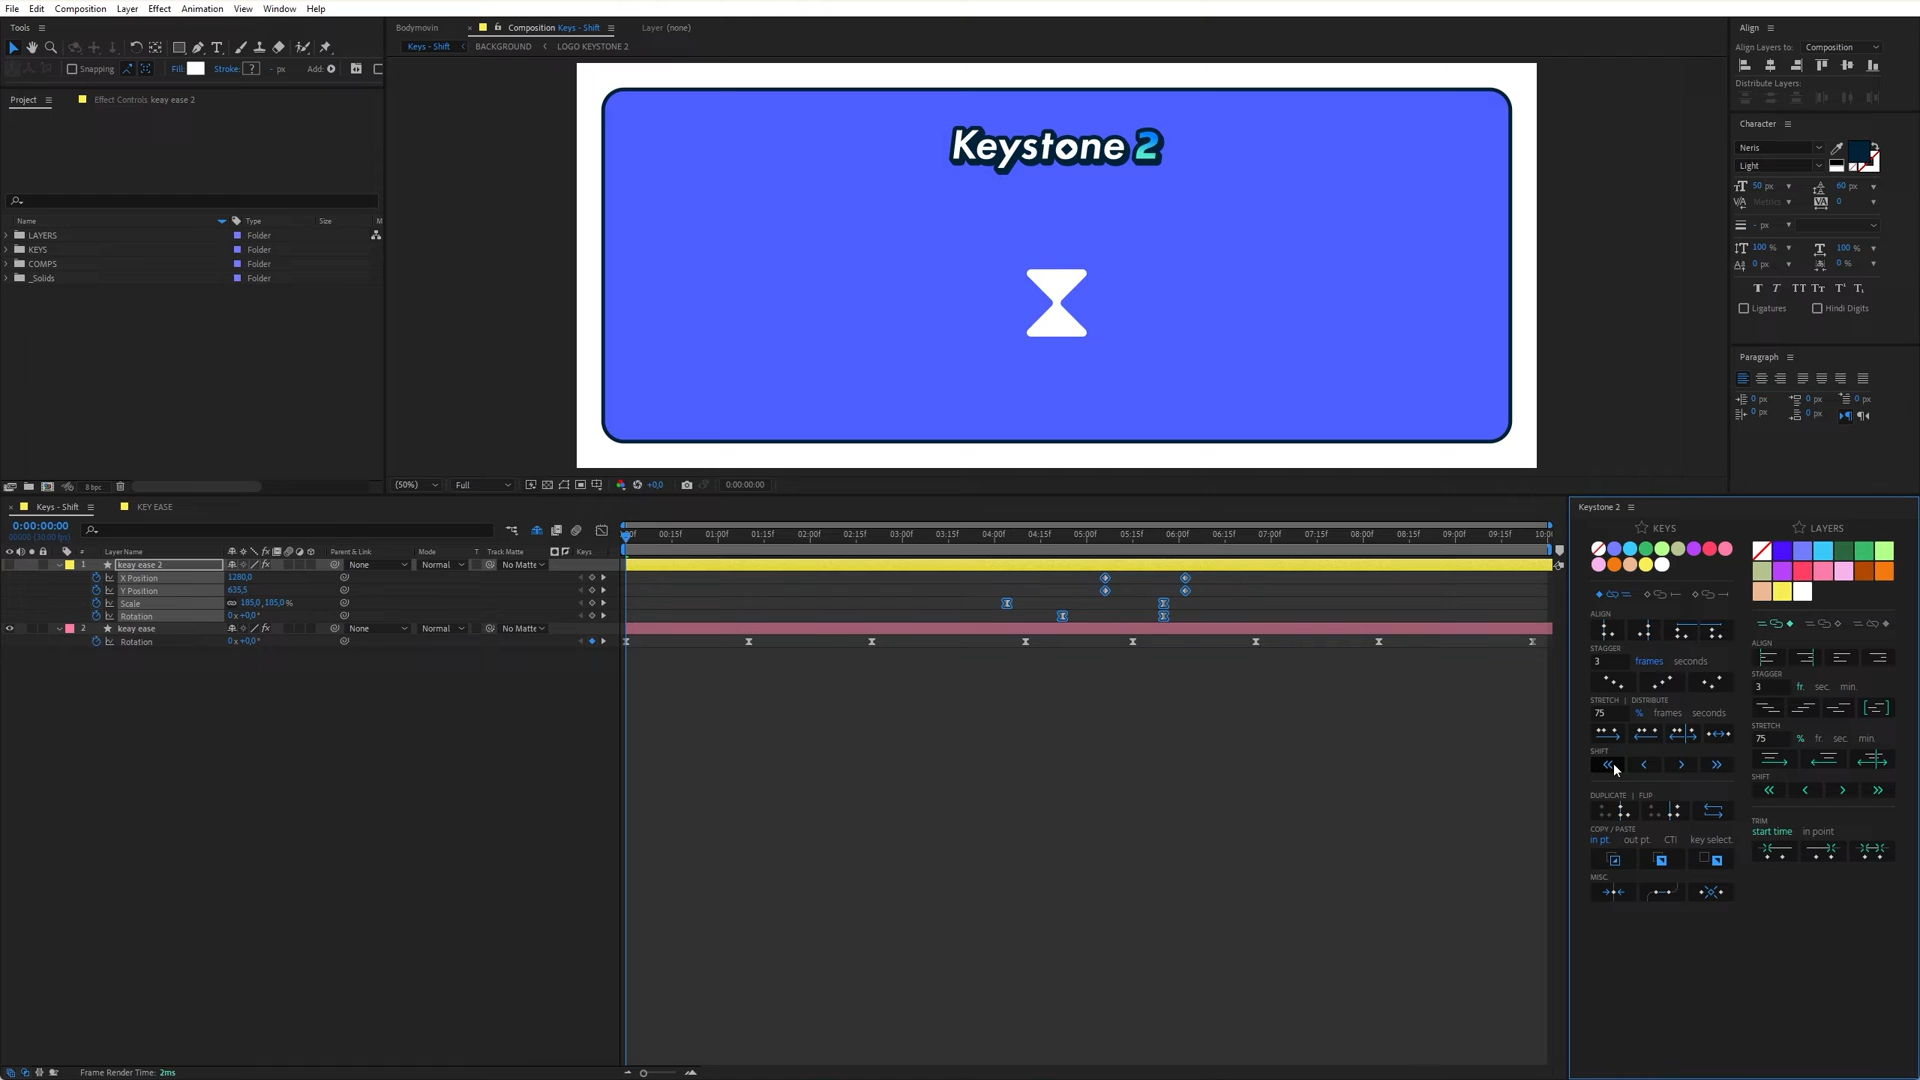 File Edit Composition Layer Effect Animation View Window Help
Tools
Bodymovin
Composition Keys - Shift
Layer (none)
Keys - Shift BACKGROUND LOGO KEYSTONE 2
Snapping Fill: Stroke: ? - px Add:
Project
Effect Controls keay ease 2
Name Type Size M
LAYERS Folder
KEYS Folder
COMPS Folder
_Solids Folder
8 bpc
Keystone 2
(50%) Full +0,0 0:00:00:00
Align
Align Layers to: Composition
Distribute Layers:
Character
Neris
Light
50 px 60 px
Metrics 0
- px
100 % 100 %
0 px 0 %
Ligatures Hindi Digits
Paragraph
0 px 0 px 0 px
0 px 0 px
Keys - Shift
KEY EASE
0:00:00:00
00000 (30.00 fps)
:00f 00:15f 01:00f 01:15f 02:00f 02:15f 03:00f 03:15f 04:00f 04:15f 05:00f 05:15f 06:00f 06:15f 07:00f 07:15f 08:00f 08:15f 09:00f 09:15f 10:0
# Layer Name Parent & Link Mode T Track Matte Keys
1 keay ease 2 None Normal No Matte
X Position 1280,0
Y Position 635,5
Scale 185,0,185,0%
Rotation 0x+0,0°
2 keay ease None Normal No Matte
Rotation 0x+0,0°
Frame Render Time: 2ms
Keystone 2
KEYS
ALIGN
STAGGER
3 frames seconds
STRETCH | DISTRIBUTE
75 % frames seconds
SHIFT
DUPLICATE | FLIP
COPY / PASTE
in pt. out pt. CTi key select.
MISC.
LAYERS
ALIGN
STAGGER
3 fr. sec. min.
STRETCH
75 % fr. sec. min.
SHIFT
TRIM
start time in point